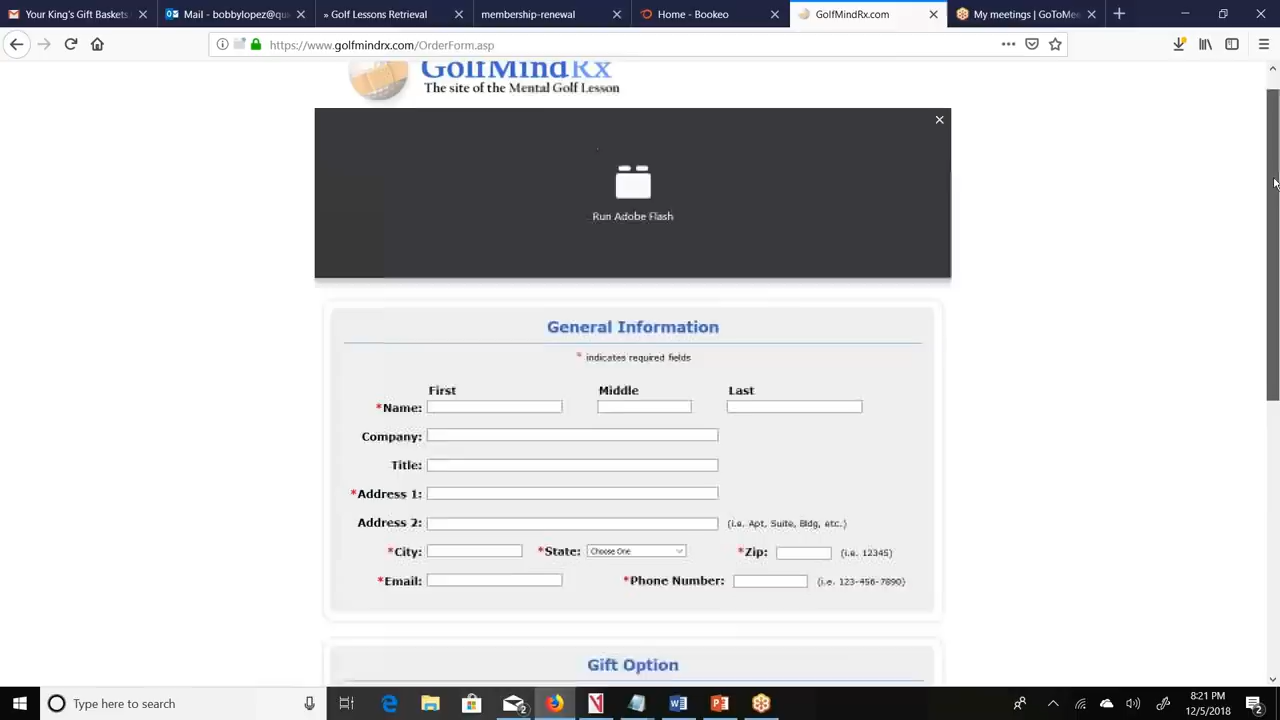 Your King's Gift Baskets
Mail - bobbylopez@que
» Golf Lessons Retrieval
membership-renewal
Home - Bookeo
GolfMindRx.com
My meetings | GoToMee
https://www.golfmindrx.com/OrderForm.asp
GolfMindRx
The site of the Mental Golf Lesson
Run Adobe Flash
General Information
* indicates required fields
First Middle Last
*Name:
Company:
Title:
*Address 1:
Address 2: (i.e. Apt, Suite, Bldg, etc.)
*City: *State: Choose One *Zip: (i.e. 12345)
*Email: *Phone Number: (i.e. 123-456-7890)
Gift Option
Type here to search
2
8:21 PM
12/5/2018
2